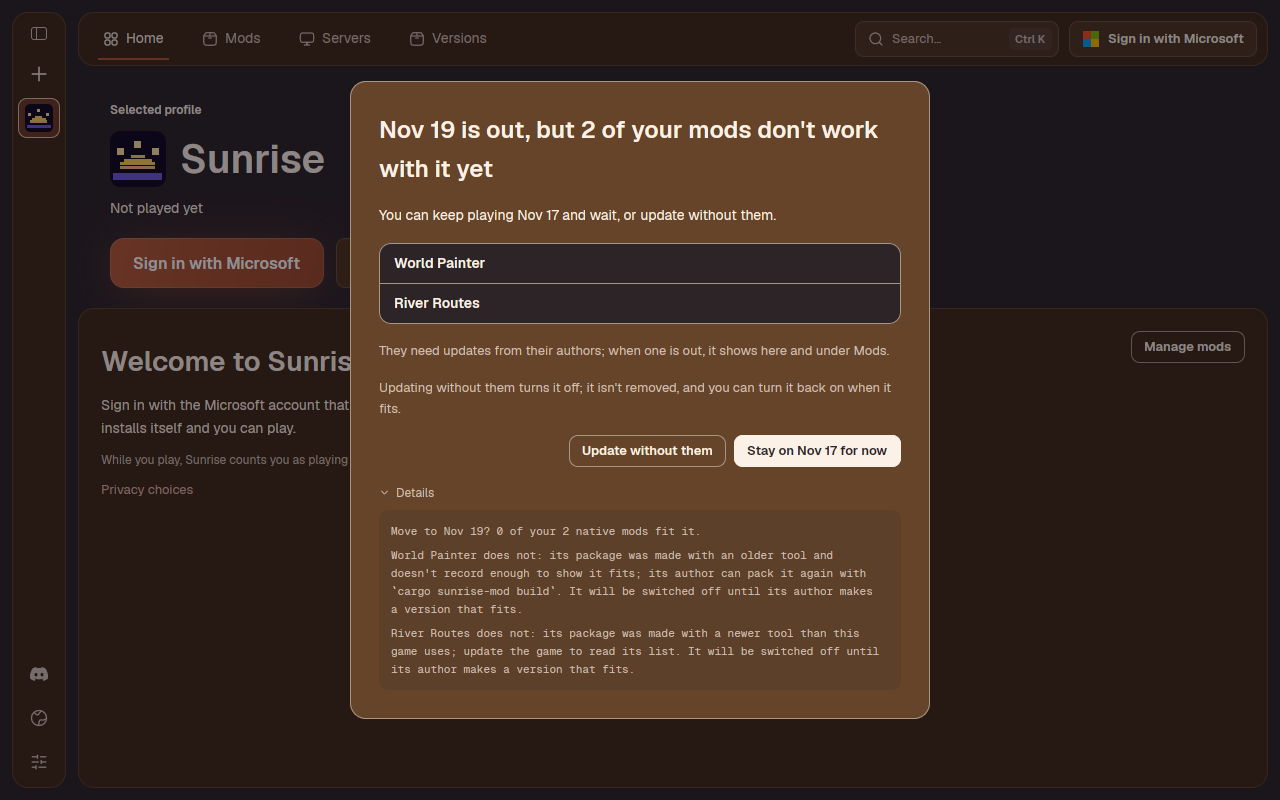 Home
Mods
Servers
Versions
Search...
Ctrl K
Sign in with Microsoft
Selected profile
Sunrise
Not played yet
Sign in with Microsoft
Welcome to Sunris
Manage mods
Sign in with the Microsoft account that
installs itself and you can play.
While you play, Sunrise counts you as playing
Privacy choices
Nov 19 is out, but 2 of your mods don't work
with it yet
You can keep playing Nov 17 and wait, or update without them.
World Painter
River Routes
They need updates from their authors; when one is out, it shows here and under Mods.
Updating without them turns it off; it isn't removed, and you can turn it back on when it
fits.
Update without them
Stay on Nov 17 for now
Details
Move to Nov 19? 0 of your 2 native mods fit it.
World Painter does not: its package was made with an older tool and
doesn't record enough to show it fits; its author can pack it again with
`cargo sunrise-mod build`. It will be switched off until its author makes
a version that fits.
River Routes does not: its package was made with a newer tool than this
game uses; update the game to read its list. It will be switched off until
its author makes a version that fits.